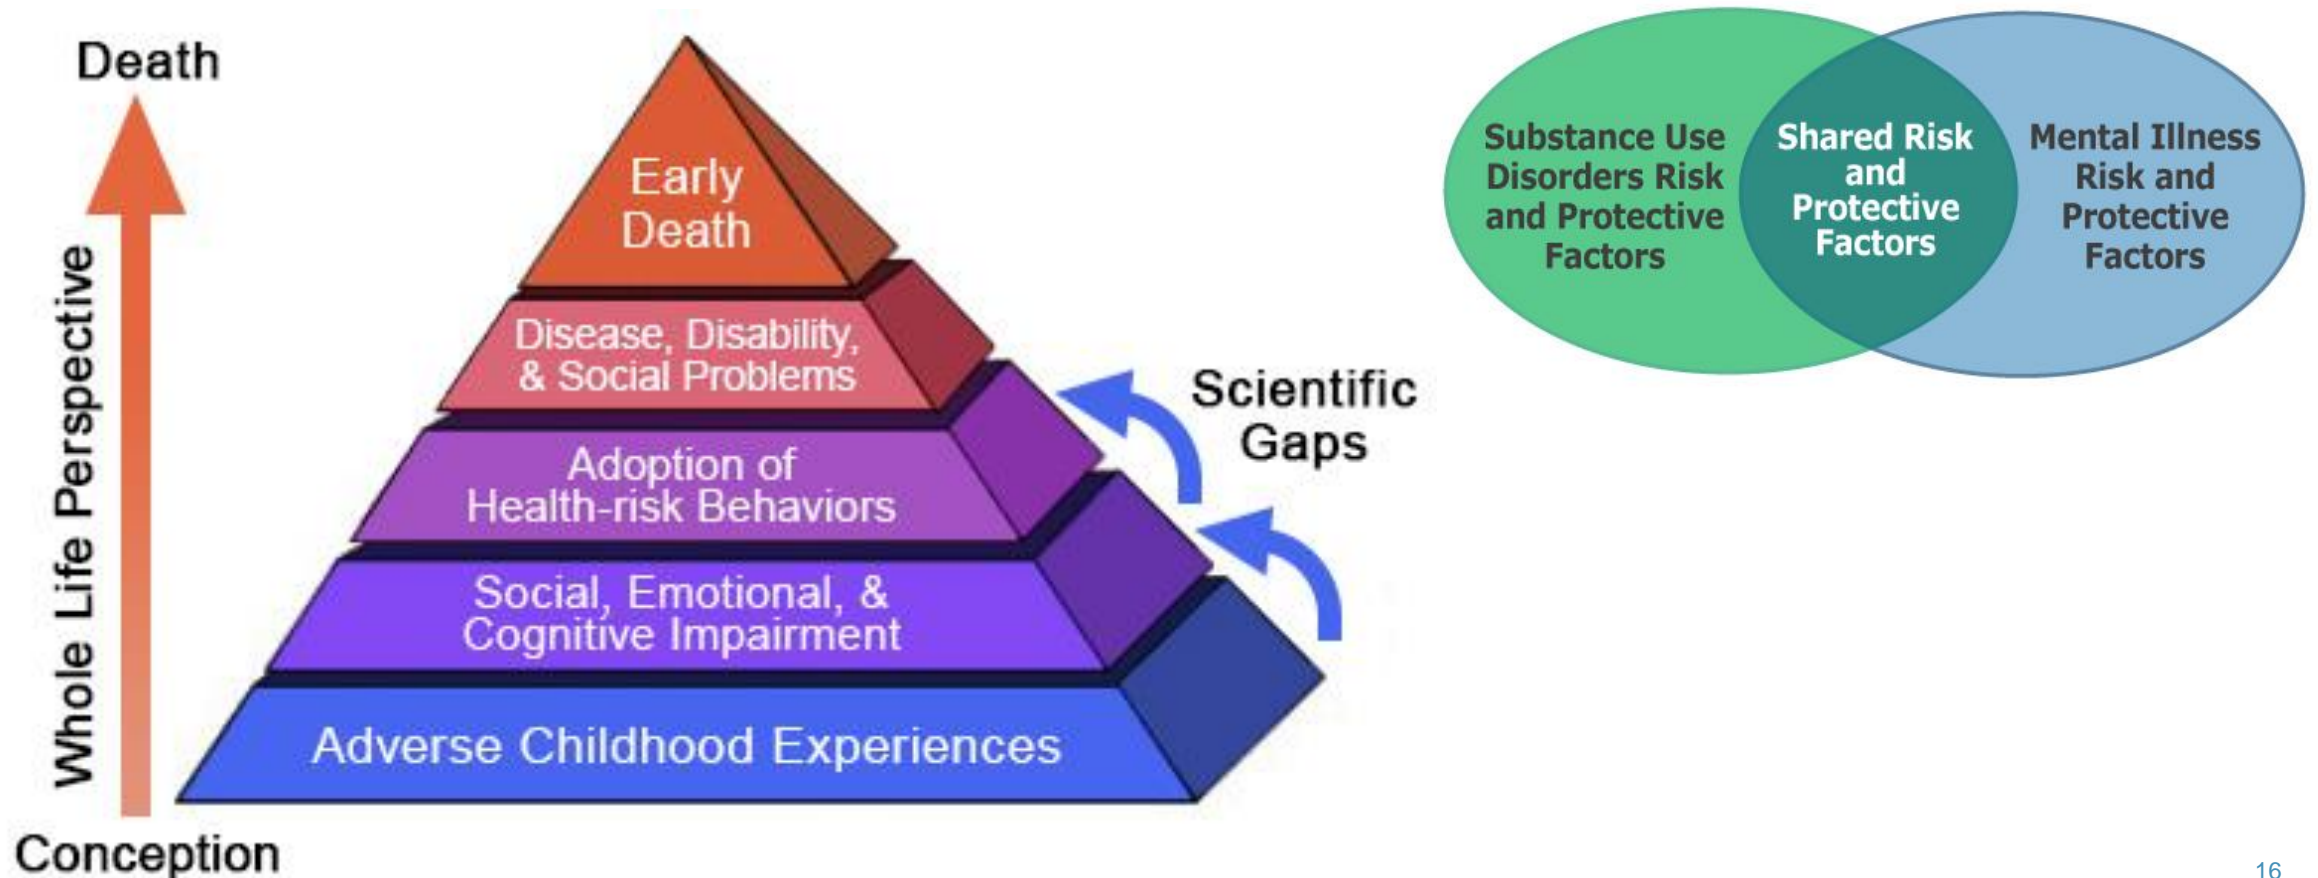 Death
Whole Life Perspective
Conception
Early
Death
Disease, Disability,
& Social Problems
Adoption of
Health-risk Behaviors
Social, Emotional, &
Cognitive Impairment
Adverse Childhood Experiences
Scientific
Gaps
Substance Use
Disorders Risk
and Protective
Factors
Shared Risk
and
Protective
Factors
Mental Illness
Risk and
Protective
Factors
16